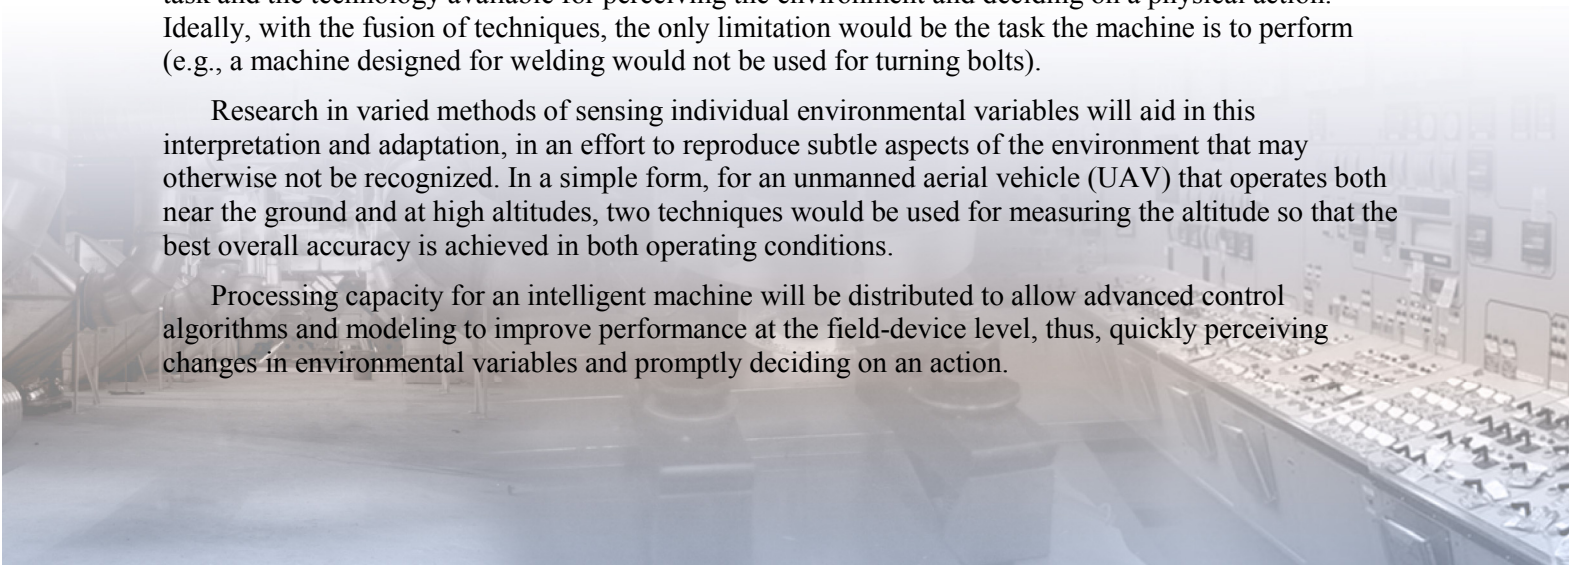 task and the technology available for perceiving the environment and deciding on a physical action.
Ideally, with the fusion of techniques, the only limitation would be the task the machine is to perform
(e.g., a machine designed for welding would not be used for turning bolts).
Research in varied methods of sensing individual environmental variables will aid in this
interpretation and adaptation, in an effort to reproduce subtle aspects of the environment that may
otherwise not be recognized. In a simple form, for an unmanned aerial vehicle (UAV) that operates both
near the ground and at high altitudes, two techniques would be used for measuring the altitude so that the
best overall accuracy is achieved in both operating conditions.
Processing capacity for an intelligent machine will be distributed to allow advanced control
algorithms and modeling to improve performance at the field-device level, thus, quickly perceiving
changes in environmental variables and promptly deciding on an action.